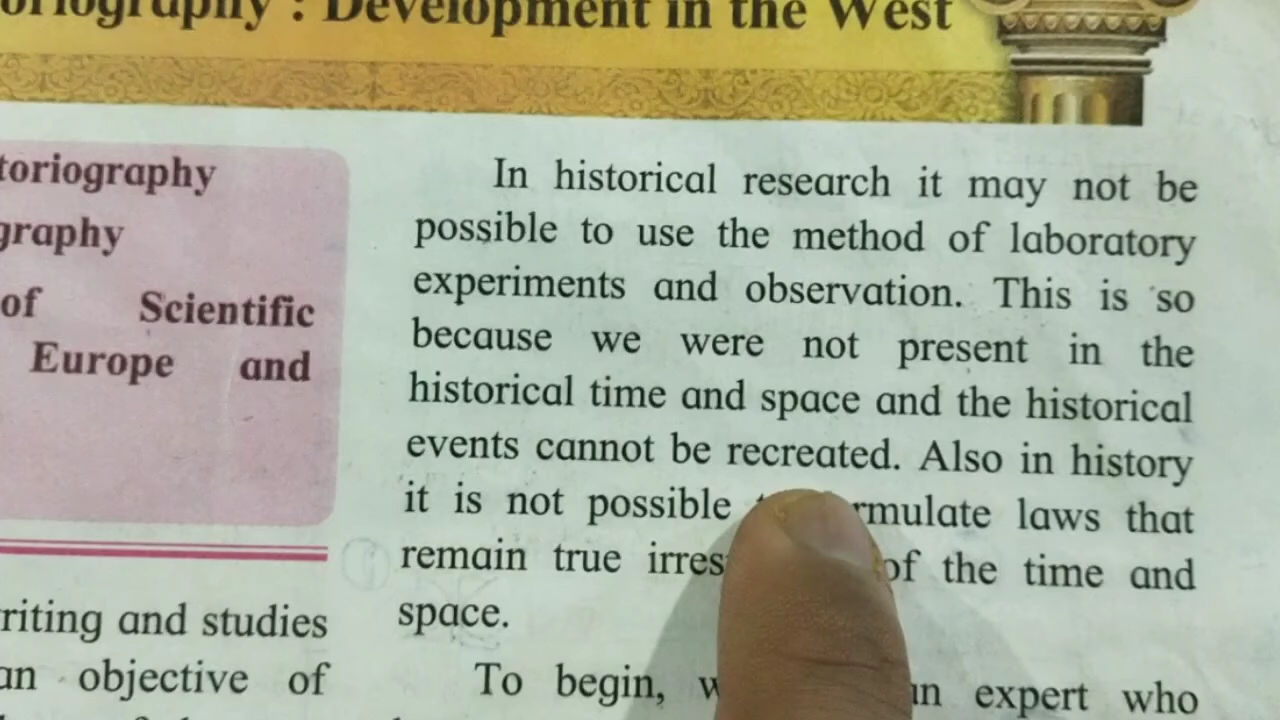 : Development in the West
toriography
graphy
of Scientific
Europe and
riting and studies
an objective of
In historical research it may not be
possible to use the method of laboratory
experiments and observation. This is so
because we were not present in the
historical time and space and the historical
events cannot be recreated. Also in history
it is not possible rmulate laws that
remain true irres of the time and
space.
To begin, expert who